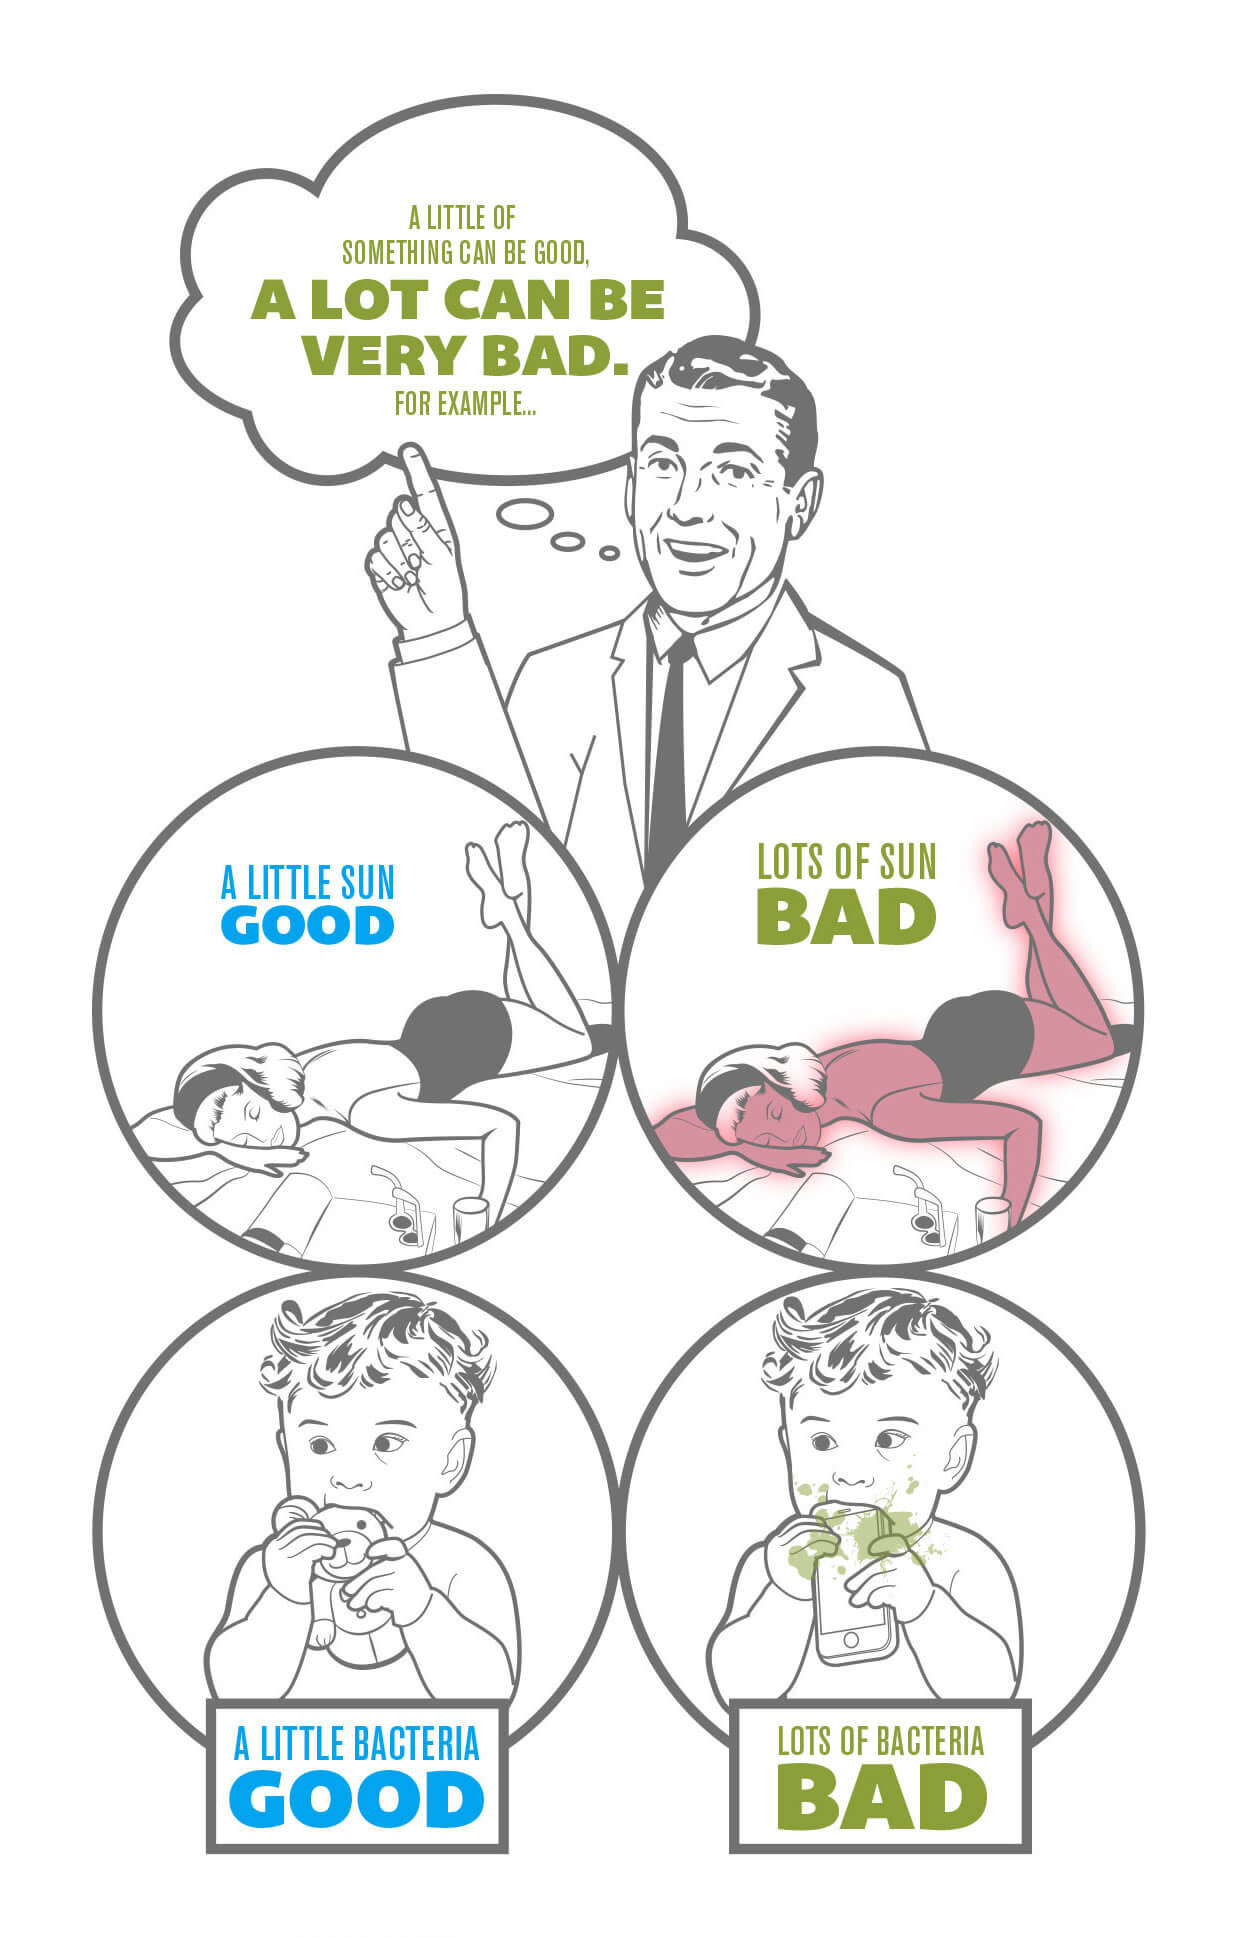 A LITTLE OF
SOMETHING CAN BE GOOD,
A LOT CAN BE
VERY BAD.
FOR EXAMPLE...
A LITTLE SUN
GOOD
LOTS OF SUN
BAD
A LITTLE BACTERIA
GOOD
LOTS OF BACTERIA
BAD